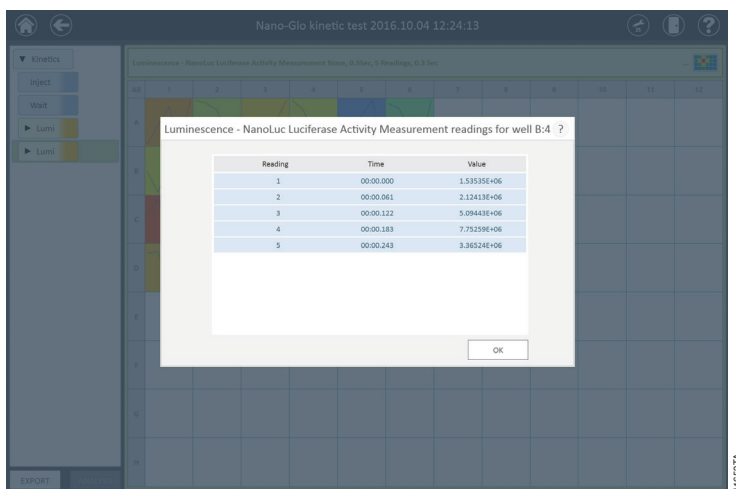 Nano-Glo kinetic test 2016.10.04 12:24:13
?
Kinetics
Inject
Wait
Lumi
Lumi
1 2 3 4 5 6 7 8 9 10 11 12
A
B
C
D
E
F
G
H
Luminescence - NanoLuc Luciferase Activity Measurement readings for well B:4 ?
Reading Time Value
1 00:00.000 1.53535E+06
2 00:00.061 2.12413E+06
3 00:00.122 5.09443E+06
4 00:00.183 7.75259E+06
5 00:00.243 3.36524E+06
OK
EXPORT